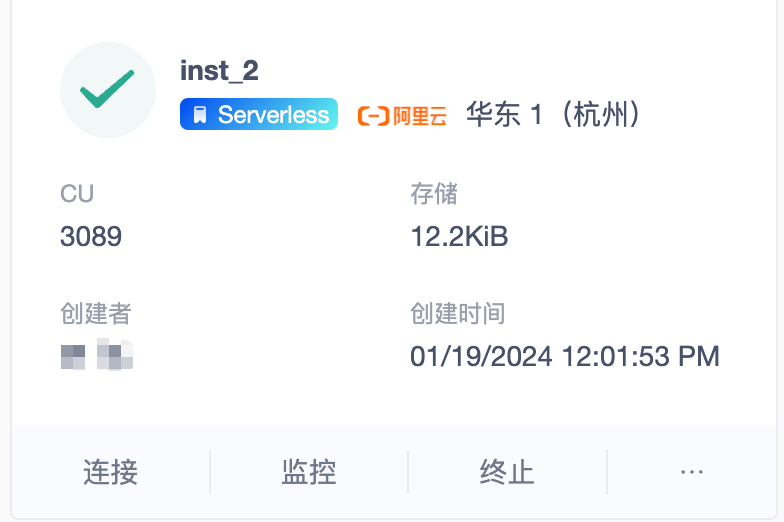 inst_2
Serverless 阿里云 华东 1（杭州）
CU 存储
3089 12.2KiB
创建者 创建时间
01/19/2024 12:01:53 PM
连接 监控 终止 ...